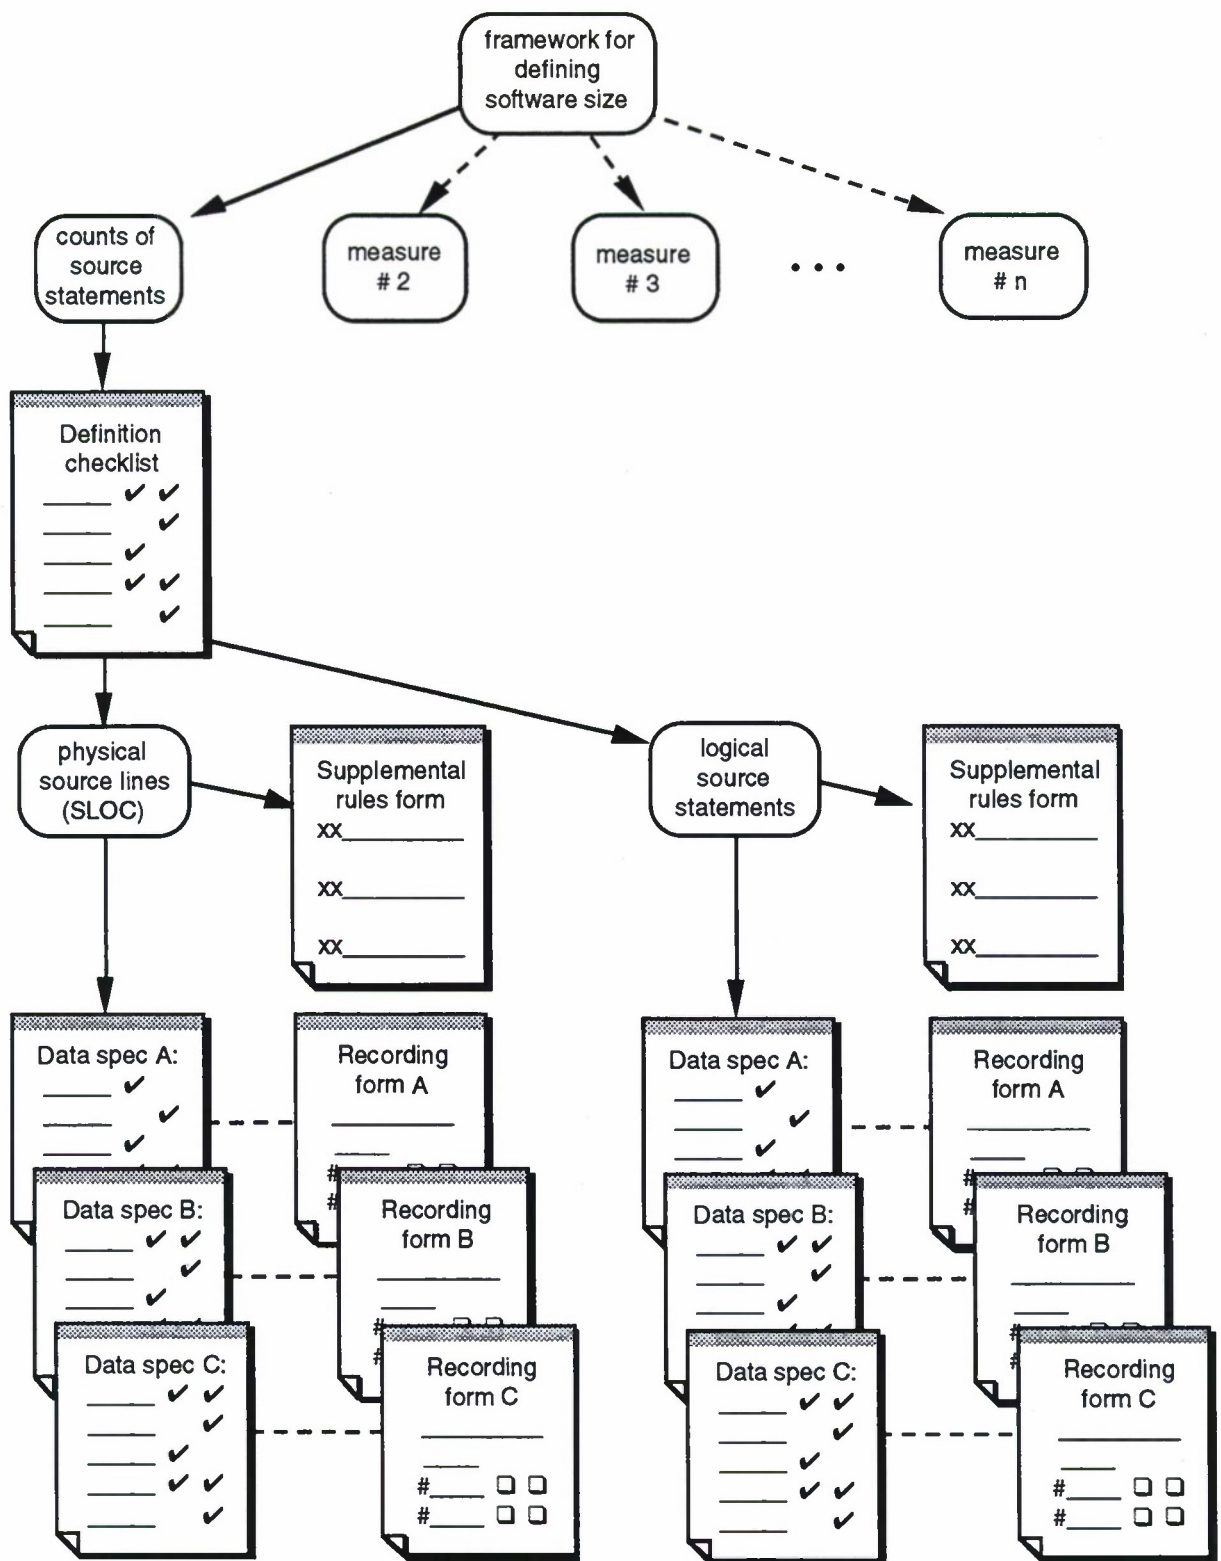 framework for
defining
software size
counts of
source
statements
measure
# 2
measure
# 3
• • •
measure
# n
Definition
checklist
physical
source lines
(SLOC)
Supplemental
rules form
xx
xx
xx
logical
source
statements
Supplemental
rules form
xx
xx
xx
Data spec A:
Recording
form A
#
#
Data spec B:
Recording
form B
#
#
Data spec C:
Recording
form C
#
#
Data spec A:
Recording
form A
#
#
Data spec B:
Recording
form B
#
#
Data spec C:
Recording
form C
#
#